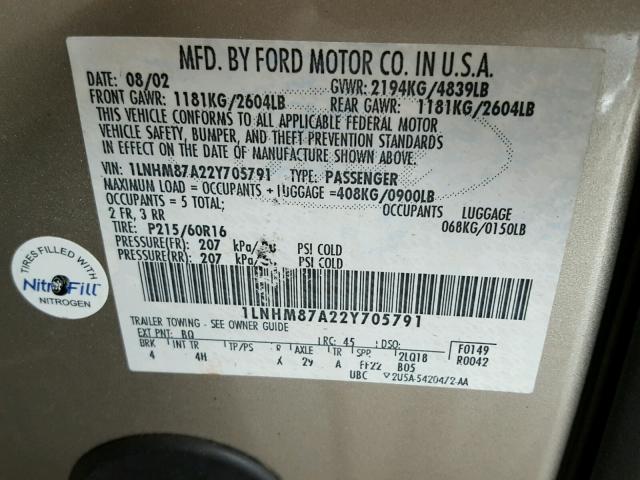 MFD. BY FORD MOTOR CO. IN U.S.A.
DATE: 08/02 GVWR: 2194KG/4839LB
FRONT GAWR: 1181KG/2604LB REAR GAWR: 1181KG/2604LB
THIS VEHICLE CONFORMS TO ALL APPLICABLE FEDERAL MOTOR
VEHICLE SAFETY, BUMPER, AND THEFT PREVENTION STANDARDS
IN EFFECT ON THE DATE OF MANUFACTURE SHOWN ABOVE.
VIN: 1LNHM87A22Y705791 TYPE: PASSENGER
MAXIMUM LOAD = OCCUPANTS + LUGGAGE = 408KG/0900LB
OCCUPANTS = 5 TOTAL; OCCUPANTS LUGGAGE
2 FR, 3 RR 068KG/0150LB
TIRE: P215/60R16
PRESSURE(FR): 207 kPa/ PSI COLD
PRESSURE(RR): 207 kPa/ PSI COLD
1LNHM87A22Y705791
TRAILER TOWING - SEE OWNER GUIDE
EXT PNT: BQ RC: 45 DSO:
BRK INT TR TP/PS R AXLE TR SPR 2LQ18 F0149
4 4H 29 A FF22 B05 R0042
UBC 2U5A-54204/2-AA
TIRES FILLED WITH
NitroFill
NITROGEN